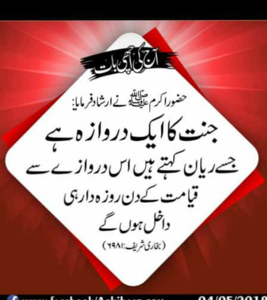 آج کی اچھی بات
حضور اکرم ﷺ نے ارشاد فرمایا:
جنت کا ایک دروازہ ہے
جسے ریان کہتے ہیں اس دروازے سے
قیامت کے دن روزہ دار ہی
داخل ہوں گے
(بخاری شریف: ۶۹۸۱)